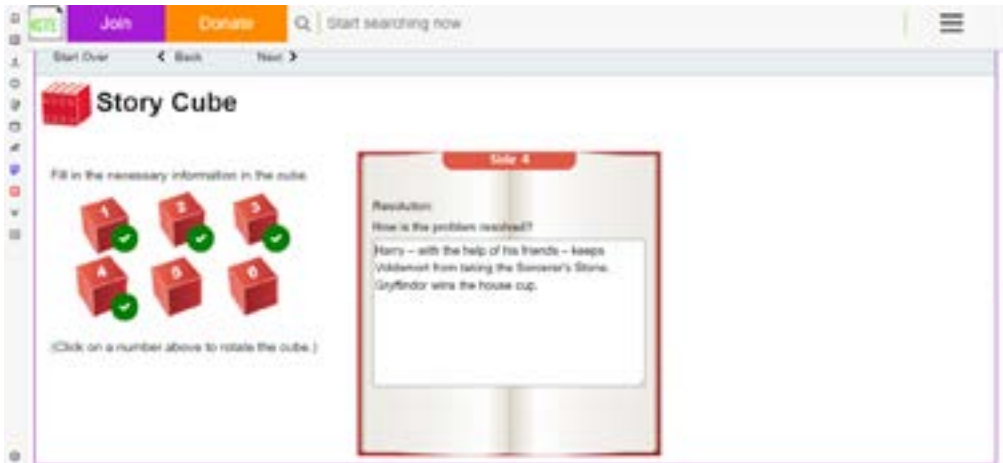 NCTE
Join
Donate
Start searching now
Start Over
Back
Next
Story Cube
Fill in the necessary information in the cube.
1
2
3
4
5
6
(Click on a number above to rotate the cube.)
Side 4
Resolution:
How is the problem resolved?
Harry – with the help of his friends – keeps
Voldemort from taking the Sorcerer's Stone.
Gryffindor wins the house cup.